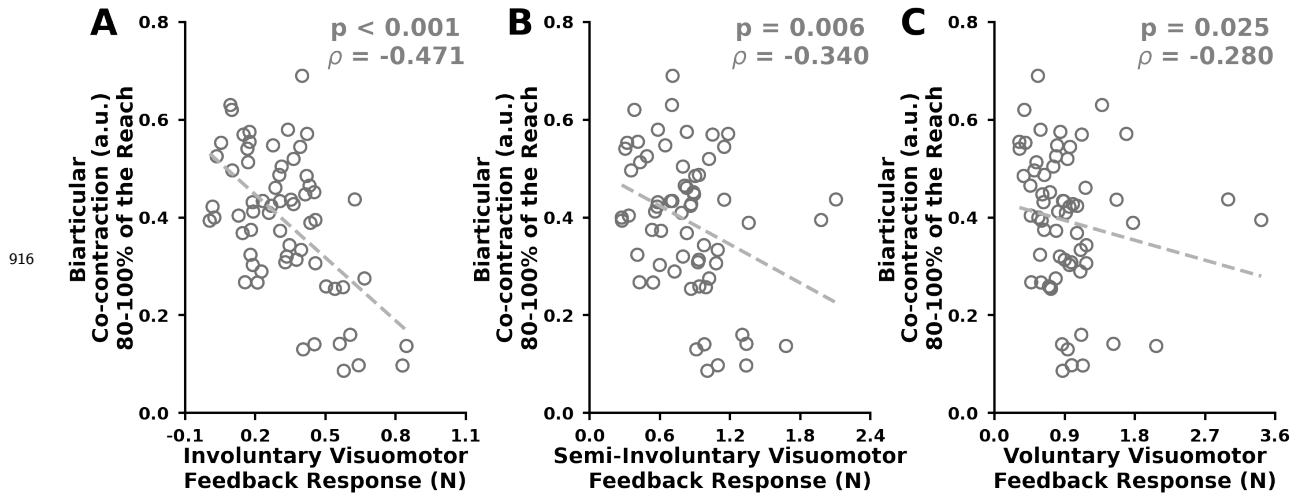 916
A
p < 0.001
ρ = -0.471
Biarticular
Co-contraction (a.u.)
80-100% of the Reach
0.8
0.6
0.4
0.2
0.0
-0.1 0.2 0.5 0.8 1.1
Involuntary Visuomotor
Feedback Response (N)
B
p = 0.006
ρ = -0.340
Biarticular
Co-contraction (a.u.)
80-100% of the Reach
0.8
0.6
0.4
0.2
0.0
0.0 0.6 1.2 1.8 2.4
Semi-Involuntary Visuomotor
Feedback Response (N)
C
p = 0.025
ρ = -0.280
Biarticular
Co-contraction (a.u.)
80-100% of the Reach
0.8
0.6
0.4
0.2
0.0
0.0 0.9 1.8 2.7 3.6
Voluntary Visuomotor
Feedback Response (N)